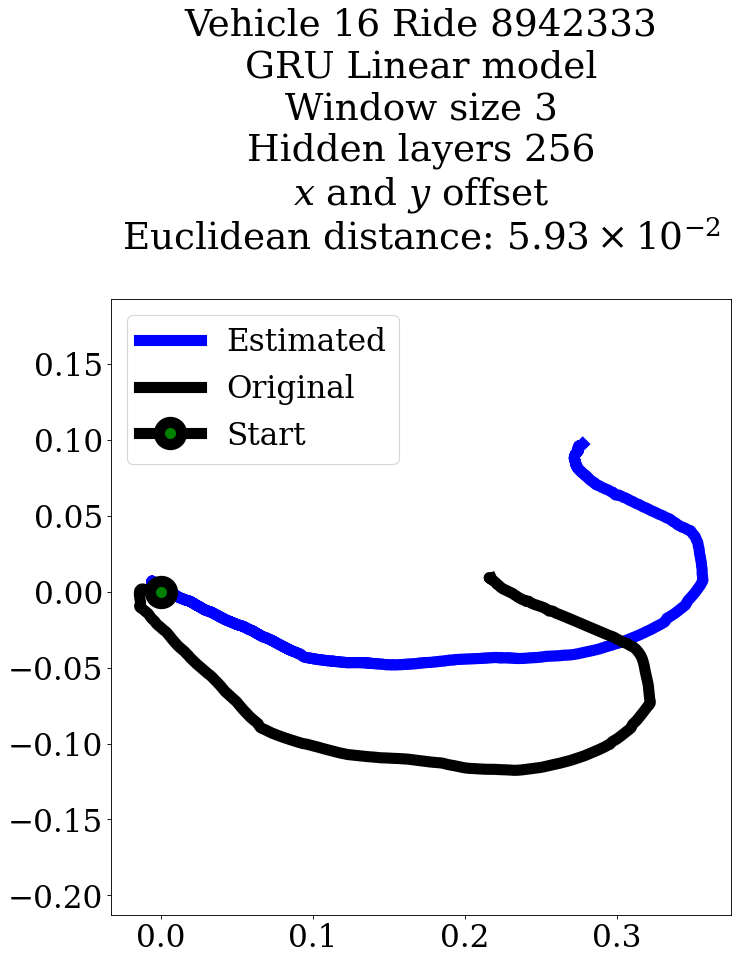 Vehicle 16 Ride 8942333
GRU Linear model
Window size 3
Hidden layers 256
x and y offset
Euclidean distance: 5.93 × 10⁻²
Estimated
Original
Start
0.15
0.10
0.05
0.00
−0.05
−0.10
−0.15
−0.20
0.0 0.1 0.2 0.3